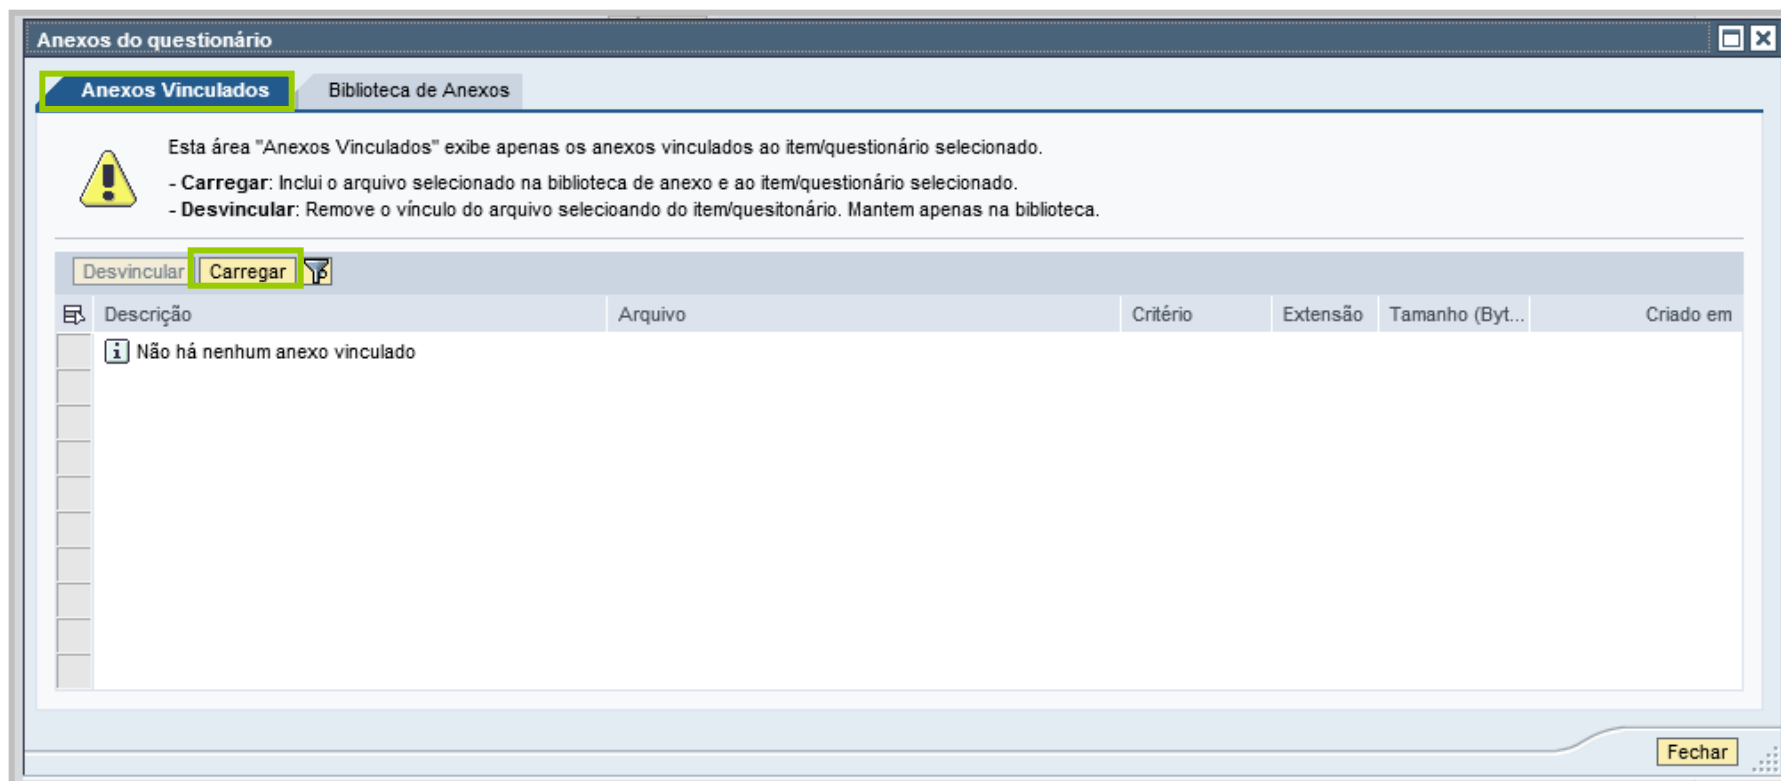 Anexos do questionário
Anexos Vinculados Biblioteca de Anexos
Esta área "Anexos Vinculados" exibe apenas os anexos vinculados ao item/questionário selecionado.
- Carregar: Inclui o arquivo selecionado na biblioteca de anexo e ao item/questionário selecionado.
- Desvincular: Remove o vínculo do arquivo selecioando do item/quesitonário. Mantem apenas na biblioteca.
Desvincular Carregar
Descrição Arquivo Critério Extensão Tamanho (Byt... Criado em
Não há nenhum anexo vinculado
Fechar